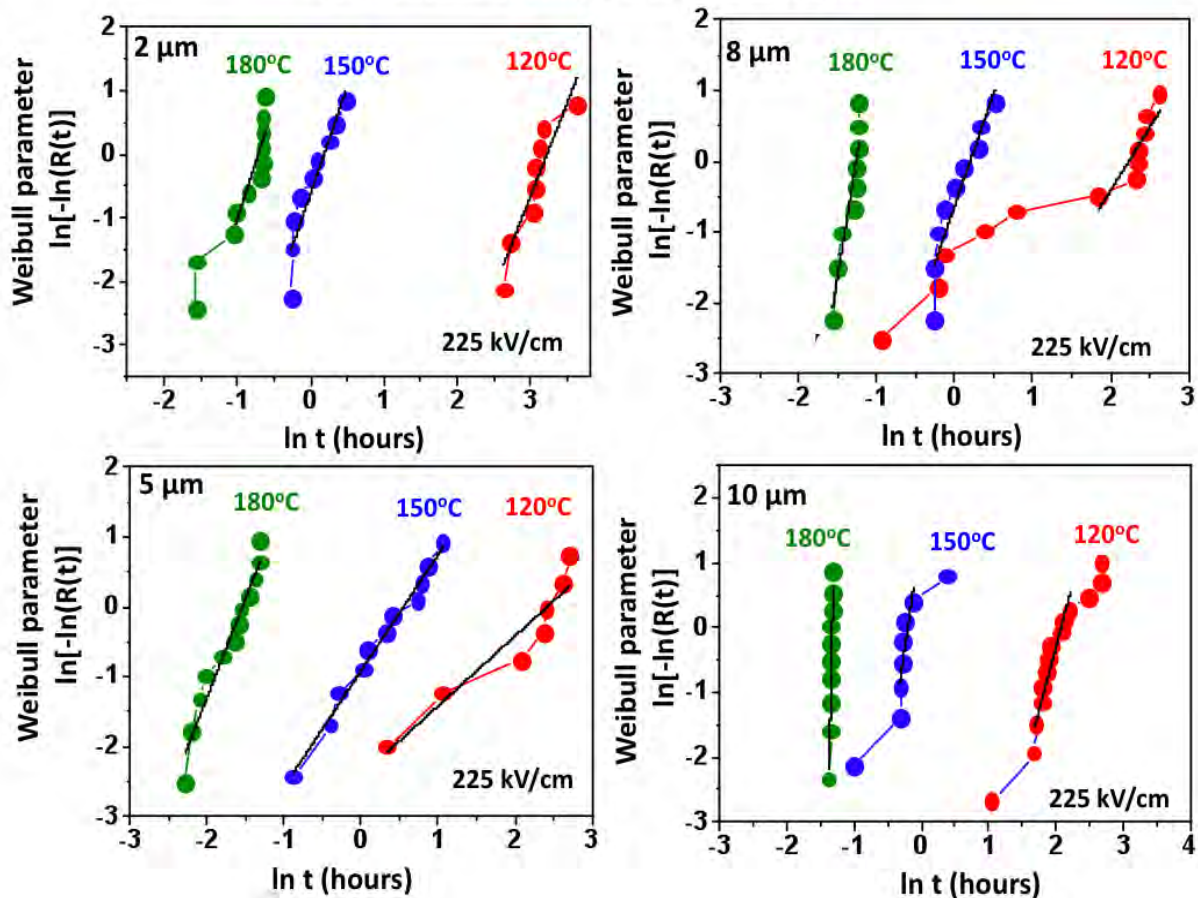 2 μm
180°C
150°C
120°C
225 kV/cm
Weibull parameter
ln[-ln(R(t)]
2
1
0
-1
-2
-3
-2
-1
0
1
2
3
ln t (hours)
8 μm
180°C
150°C
120°C
225 kV/cm
Weibull parameter
ln[-ln(R(t)]
2
1
0
-1
-2
-3
-3
-2
-1
0
1
2
3
ln t (hours)
5 μm
180°C
150°C
120°C
225 kV/cm
Weibull parameter
ln[-ln(R(t)]
2
1
0
-1
-2
-3
-3
-2
-1
0
1
2
3
ln t (hours)
10 μm
180°C
150°C
120°C
225 kV/cm
Weibull parameter
ln[-ln(R(t)]
2
1
0
-1
-2
-3
-3
-2
-1
0
1
2
3
4
ln t (hours)